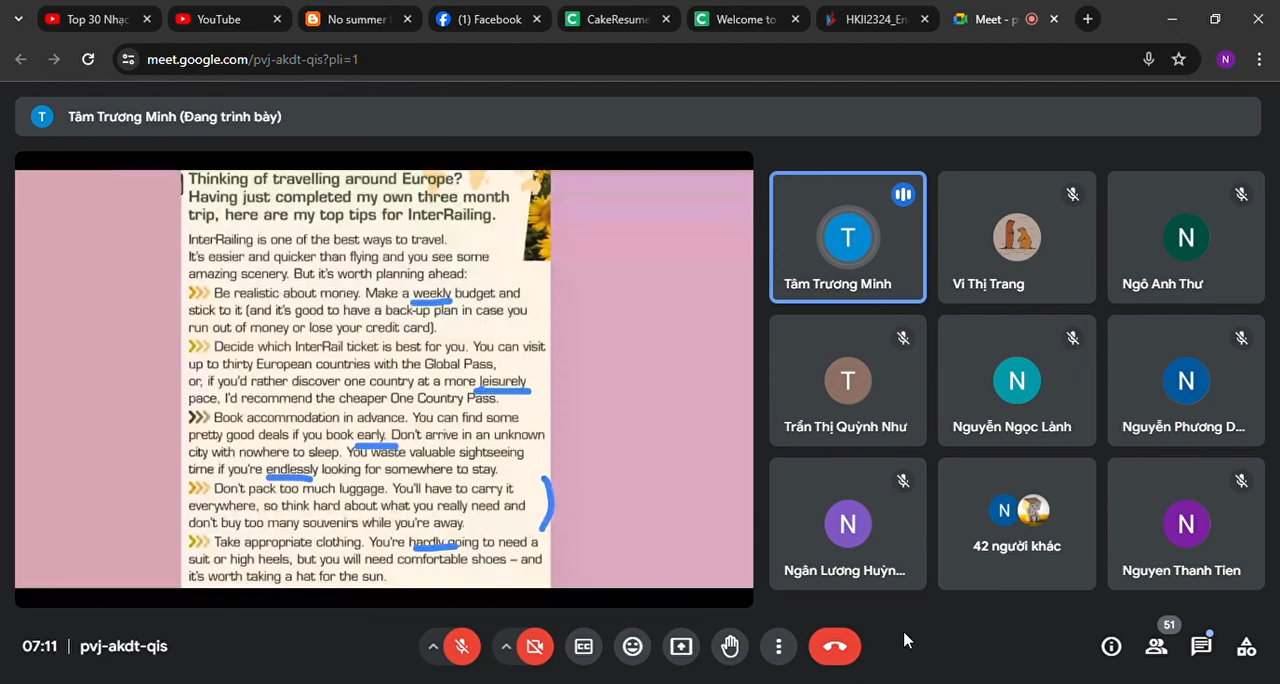 Top 30 Nhạc
YouTube
No summer
(1) Facebook
CakeResume
Welcome to
HKII2324_En
Meet - p
meet.google.com/pvj-akdt-qis?pli=1
N
T
Tâm Trương Minh (Đang trình bày)
Thinking of travelling around Europe?
Having just completed my own three month
trip, here are my top tips for InterRailing.
InterRailing is one of the best ways to travel.
It's easier and quicker than flying and you see some
amazing scenery. But it's worth planning ahead:
Be realistic about money. Make a weekly budget and
stick to it (and it's good to have a back-up plan in case you
run out of money or lose your credit card).
Decide which InterRail ticket is best for you. You can visit
up to thirty European countries with the Global Pass,
or, if you'd rather discover one country at a more leisurely
pace, I'd recommend the cheaper One Country Pass.
Book accommodation in advance. You can find some
pretty good deals if you book early. Don't arrive in an unknown
city with nowhere to sleep. You waste valuable sightseeing
time if you're endlessly looking for somewhere to stay.
Don't pack too much luggage. You'll have to carry it
everywhere, so think hard about what you really need and
don't buy too many souvenirs while you're away.
Take appropriate clothing. You're hardly going to need a
suit or high heels, but you will need comfortable shoes – and
it's worth taking a hat for the sun.
T
Tâm Trương Minh
Vi Thị Trang
N
Ngô Anh Thư
T
Trần Thị Quỳnh Như
N
Nguyễn Ngọc Lành
N
Nguyễn Phương D...
N
Ngân Lương Huỳn...
N
42 người khác
N
Nguyen Thanh Tien
07:11 | pvj-akdt-qis
CC
51